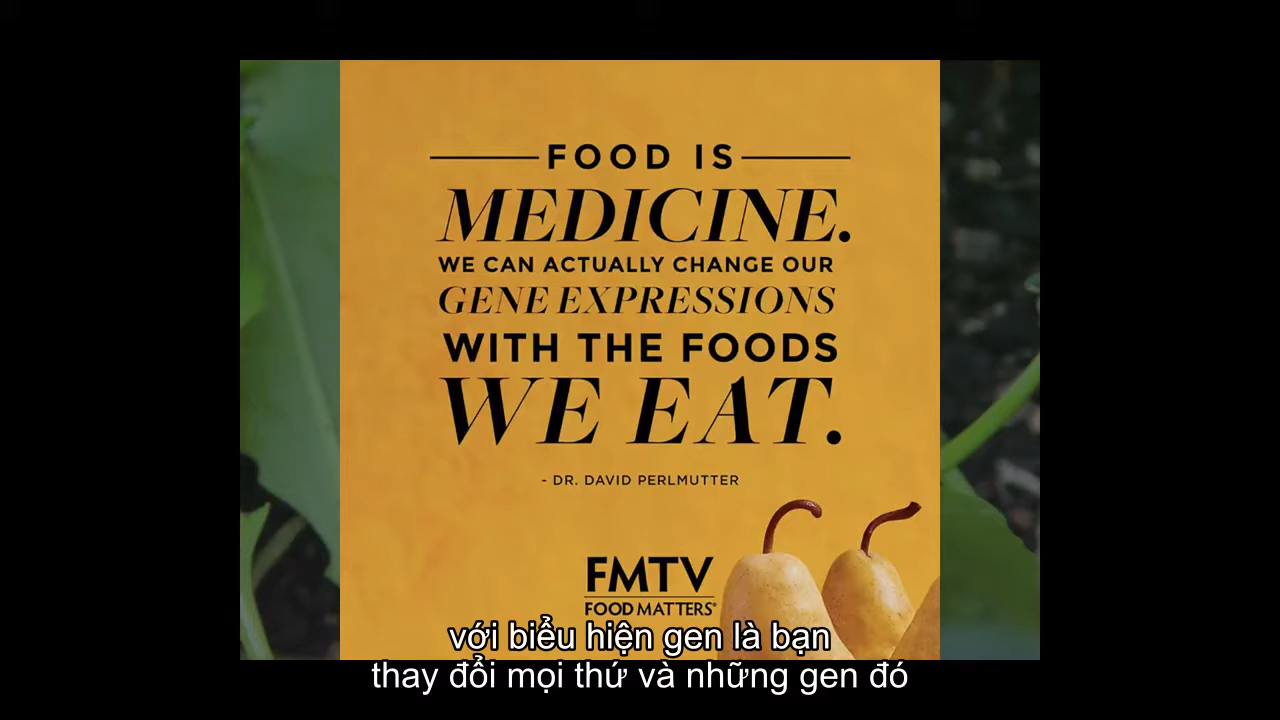 FOOD IS
MEDICINE.
WE CAN ACTUALLY CHANGE OUR
GENE EXPRESSIONS
WITH THE FOODS
WE EAT.
- DR. DAVID PERLMUTTER
FMTV
FOOD MATTERS®
với biểu hiện gen là bạn
thay đổi mọi thứ và những gen đó